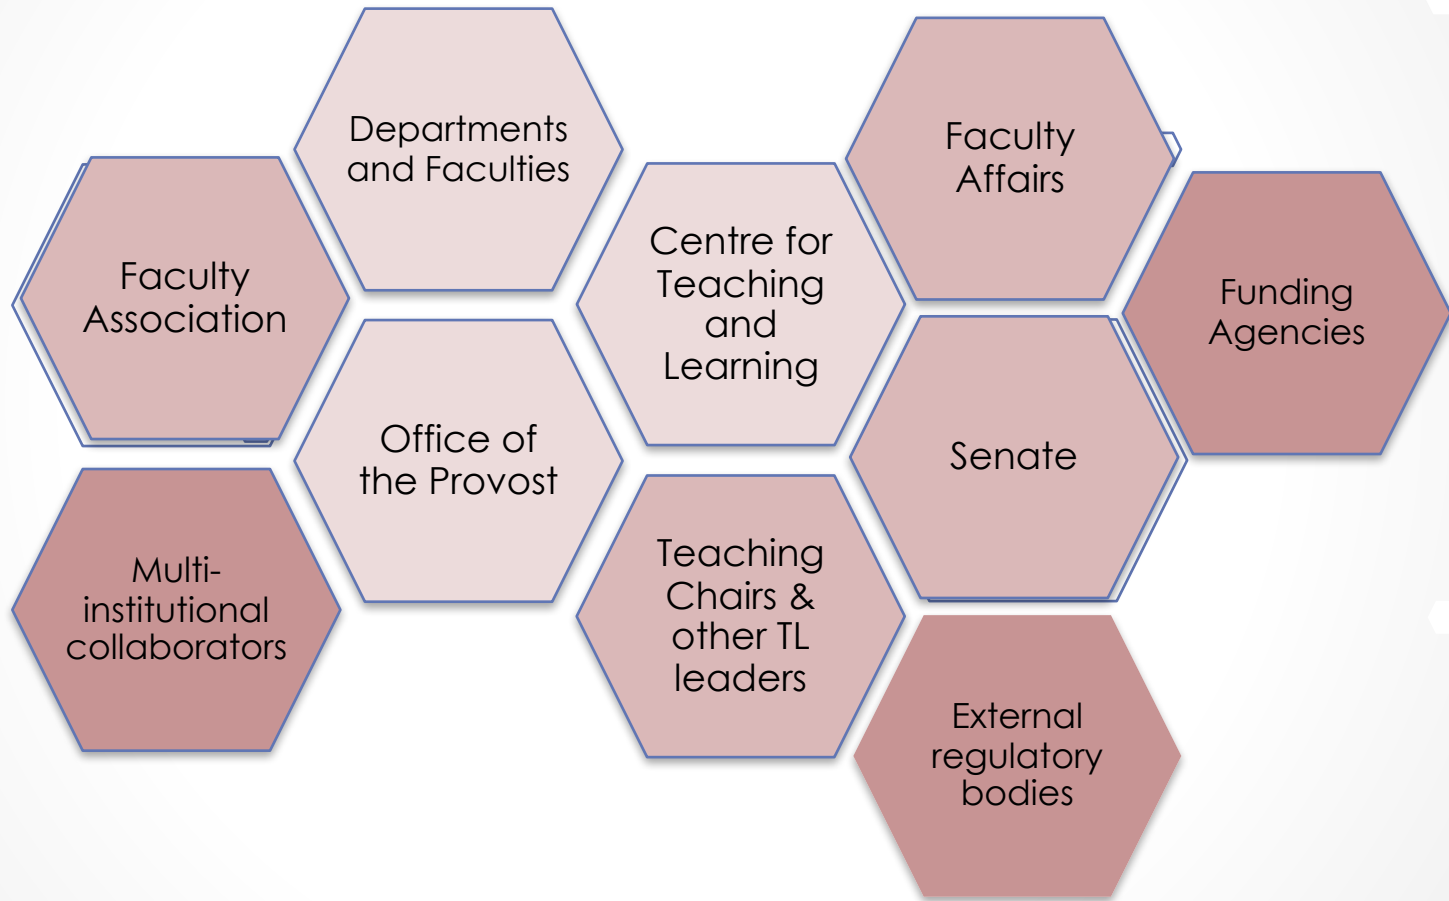 Departments
and Faculties
Faculty
Affairs
Faculty
Association
Centre for
Teaching
and
Learning
Funding
Agencies
Office of
the Provost
Senate
Multi-
institutional
collaborators
Teaching
Chairs &
other TL
leaders
External
regulatory
bodies